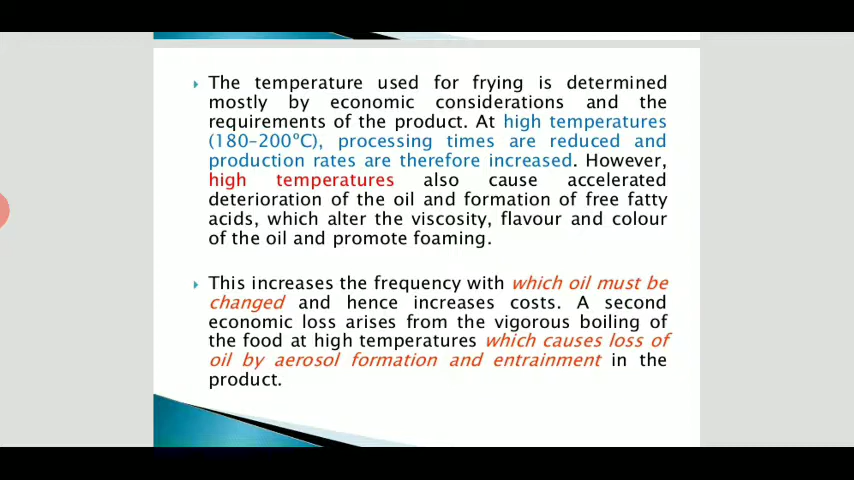 The temperature used for frying is determined
mostly by economic considerations and the
requirements of the product. At high temperatures
(180–200°C), processing times are reduced and
production rates are therefore increased. However,
high temperatures also cause accelerated
deterioration of the oil and formation of free fatty
acids, which alter the viscosity, flavour and colour
of the oil and promote foaming.
This increases the frequency with which oil must be
changed and hence increases costs. A second
economic loss arises from the vigorous boiling of
the food at high temperatures which causes loss of
oil by aerosol formation and entrainment in the
product.